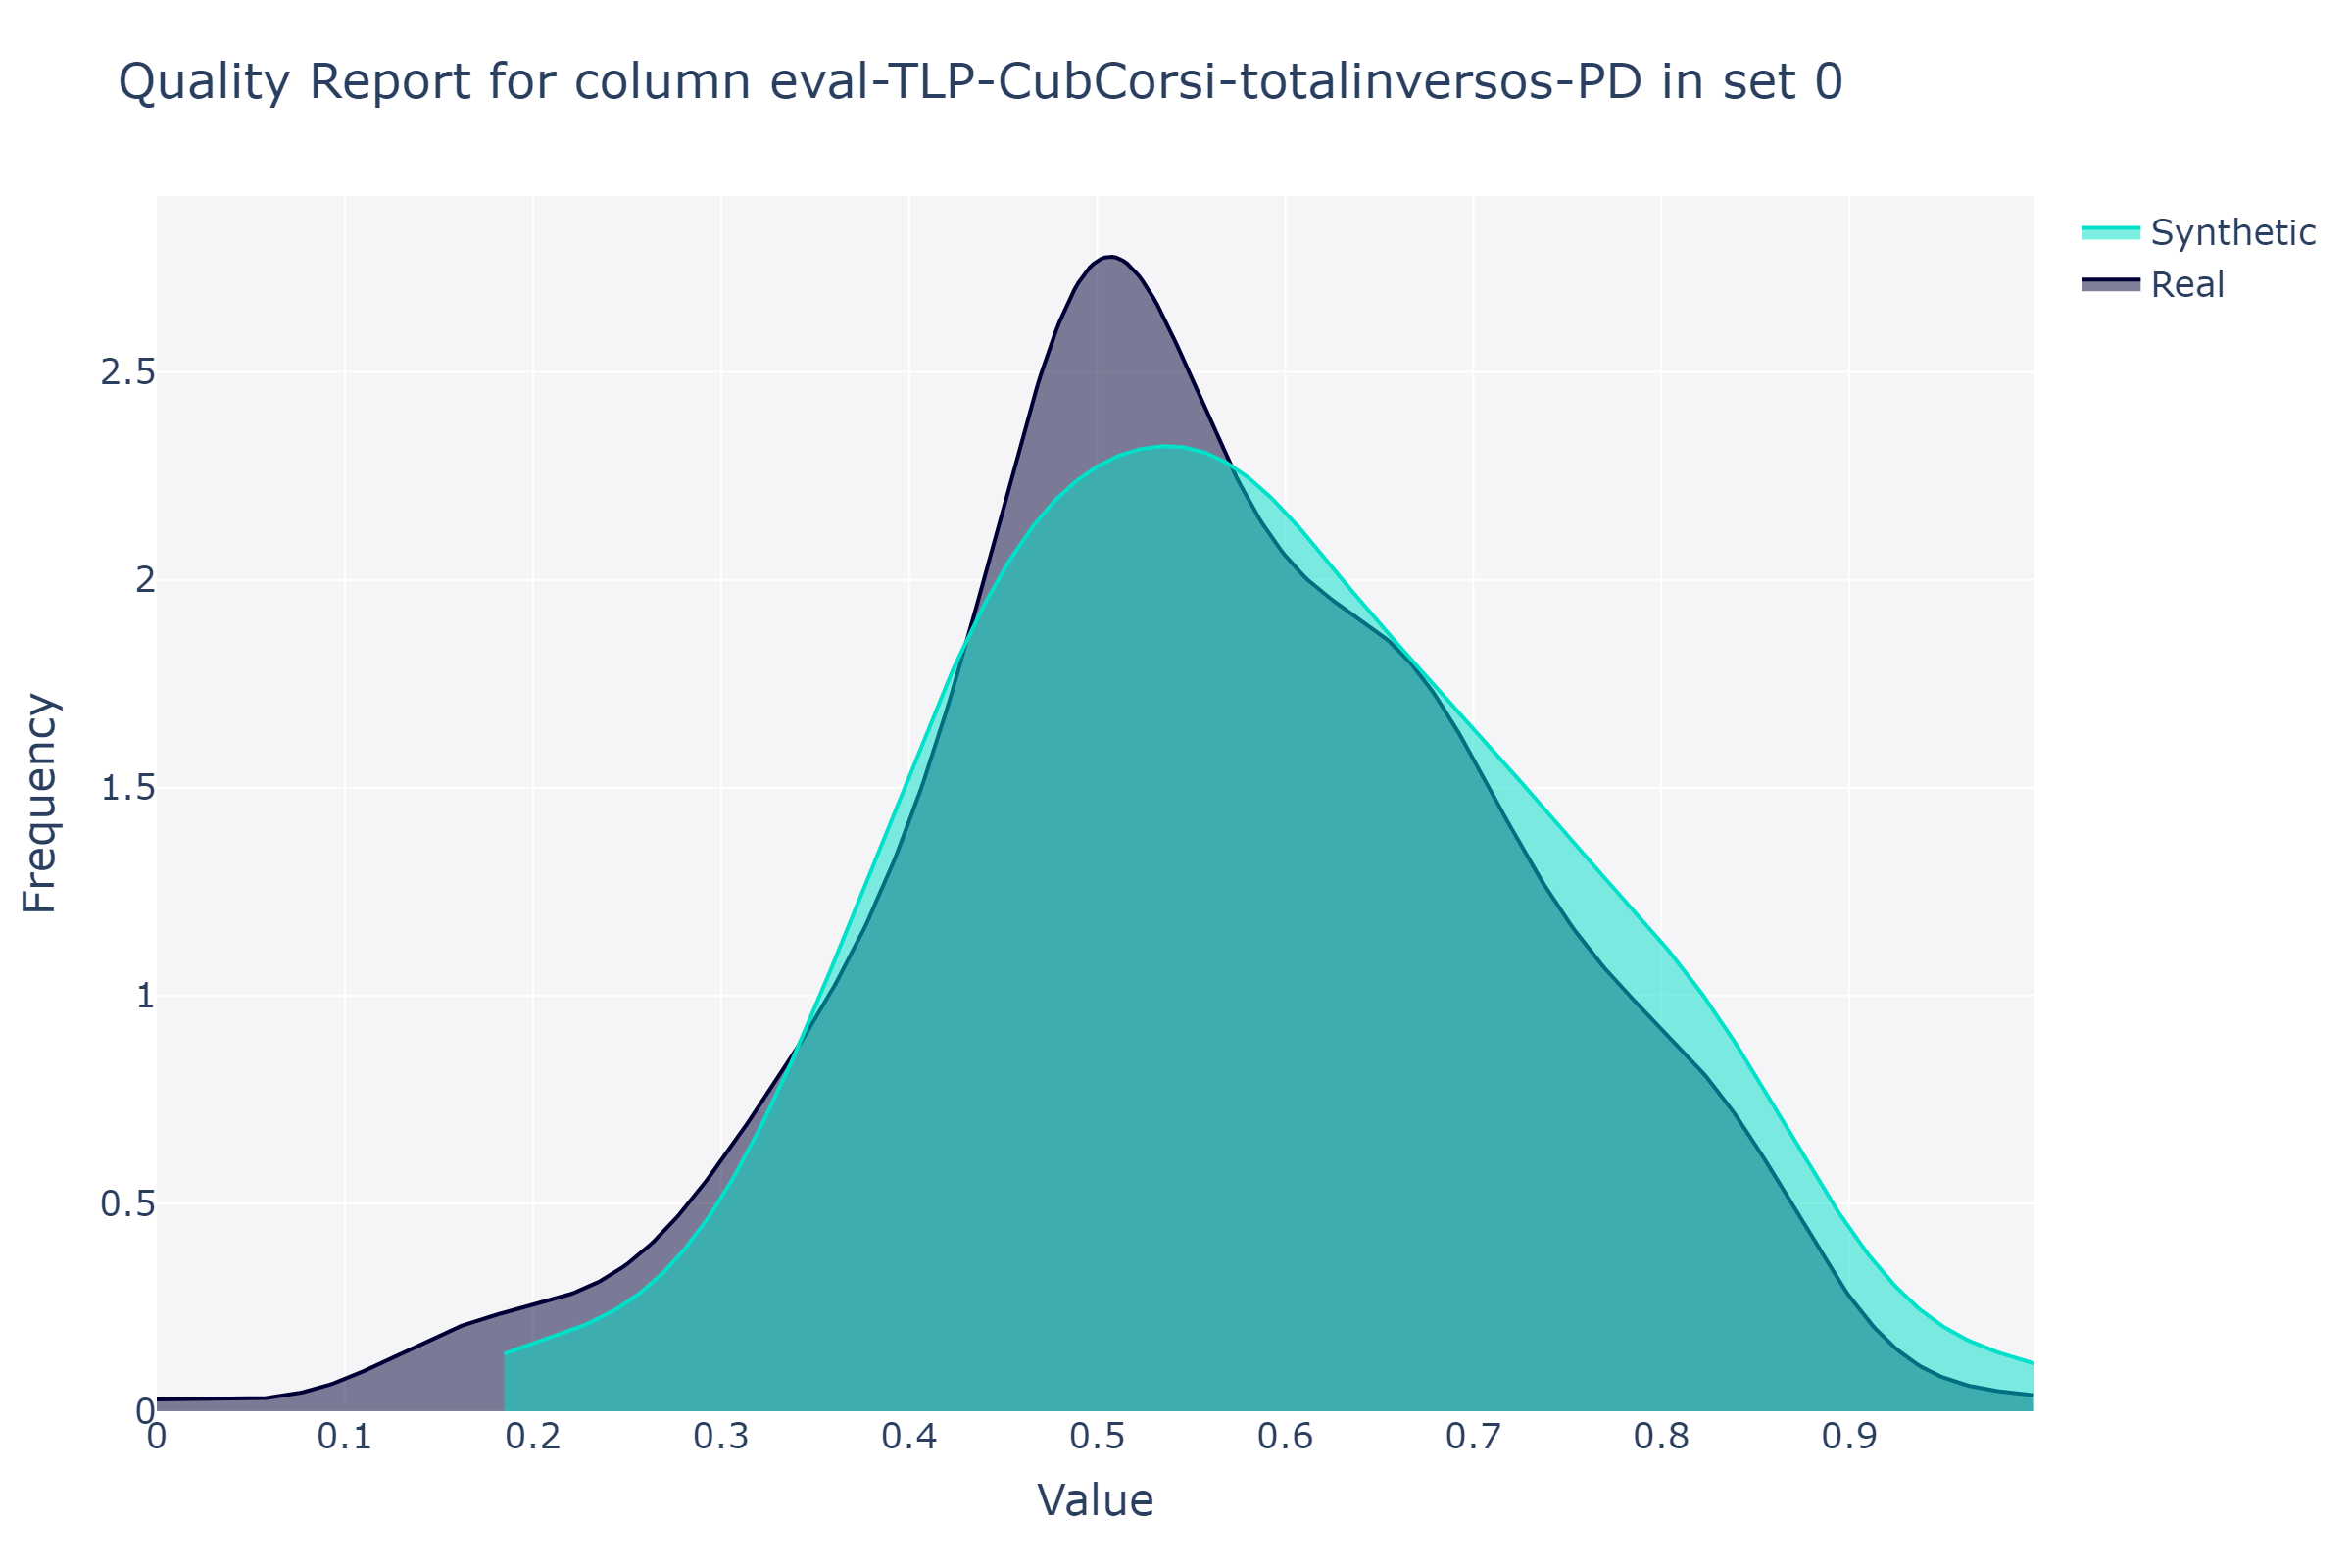 Quality Report for column eval-TLP-CubCorsi-totalinversos-PD in set 0
Synthetic
Real
Frequency
2.5
2
1.5
1
0.5
0
0 0.1 0.2 0.3 0.4 0.5 0.6 0.7 0.8 0.9
Value